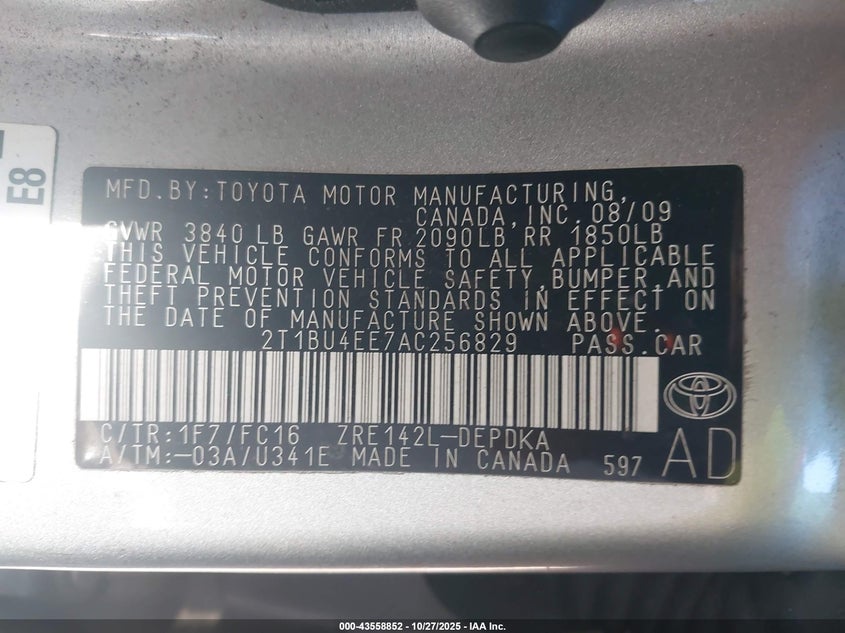 E8
MFD.BY:TOYOTA MOTOR MANUFACTURING,
CANADA,INC.08/09
GVWR 3840LB GAWR FR 2090LB RR 1850LB
THIS VEHICLE CONFORMS TO ALL APPLICABLE
FEDERAL MOTOR VEHICLE SAFETY,BUMPER,AND
THEFT PREVENTION STANDARDS IN EFFECT ON
THE DATE OF MANUFACTURE SHOWN ABOVE.
2T1BU4EE7AC256829 PASS.CAR
C/TR:1F7/FC16 ZRE142L-DEPDKA
A/TM:-03A/U341E MADE IN CANADA 597 AD
000-43558852 | 10/27/2025 - IAA Inc.